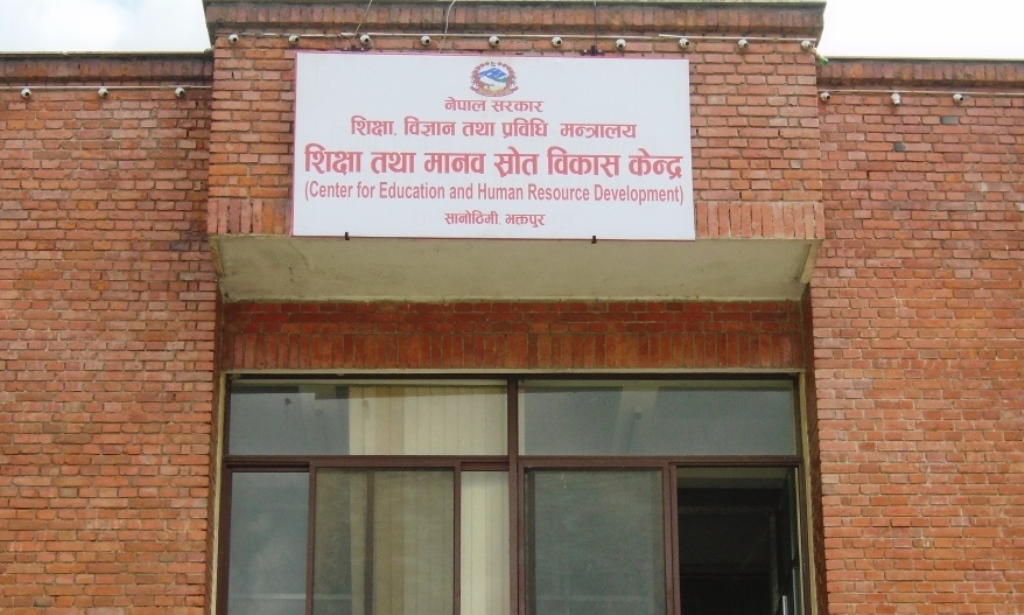 नेपाल सरकार
शिक्षा, विज्ञान तथा प्रविधि मन्त्रालय
शिक्षा तथा मानव स्रोत विकास केन्द्र
(Center for Education and Human Resource Development)
सानोठिमी, भक्तपुर